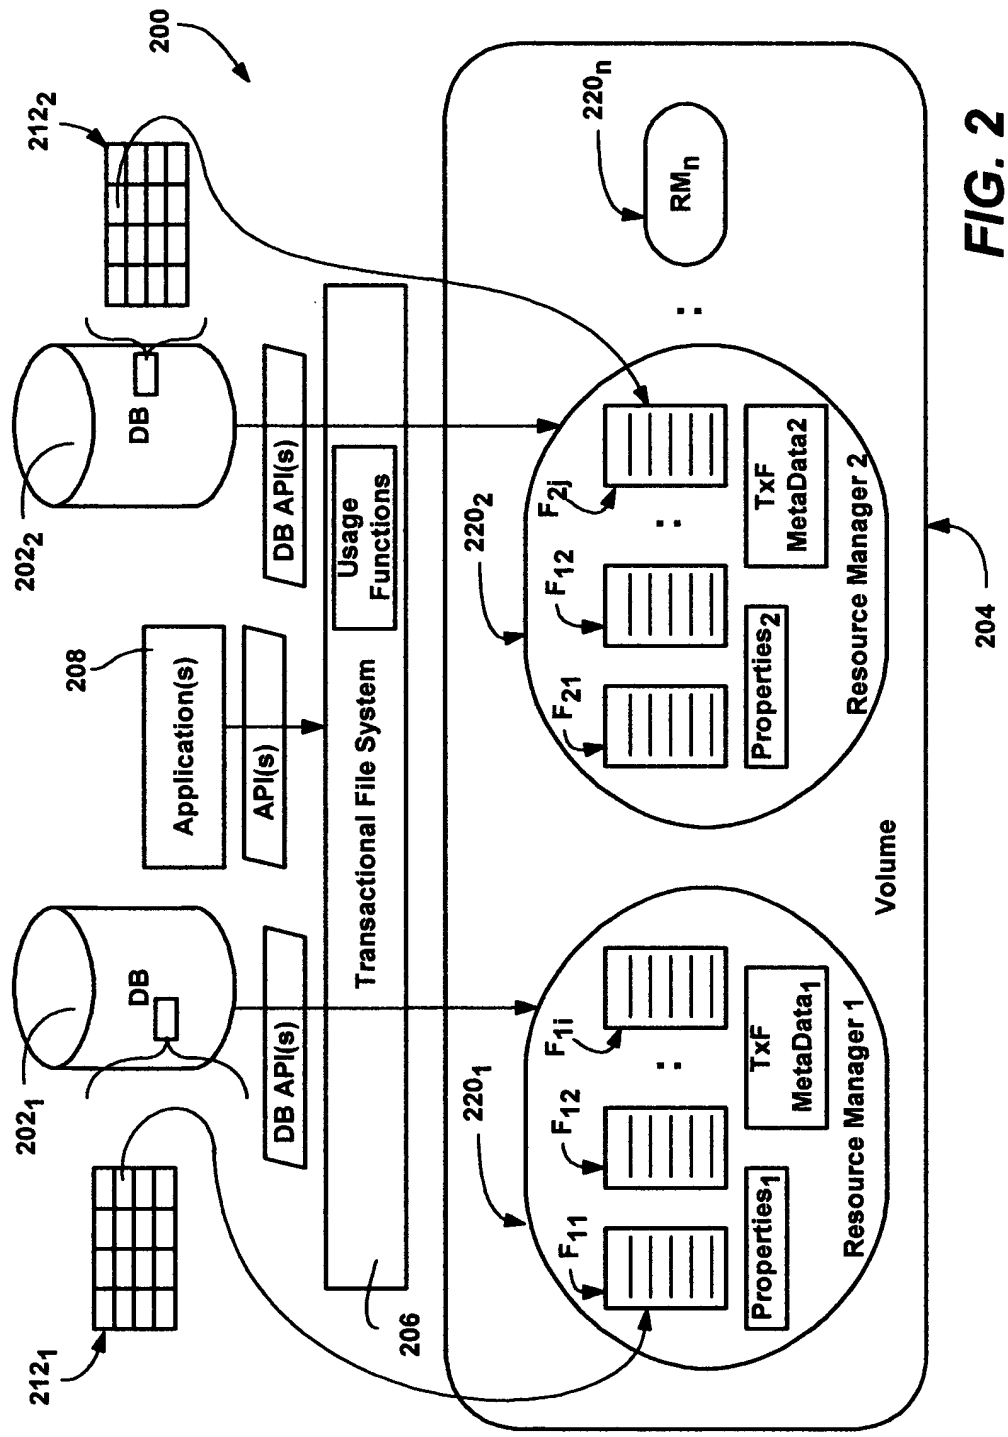 200
212₂
202₂
DB
DB API(s)
208
Application(s)
API(s)
202₁
DB
DB API(s)
212₁
Transactional File System
Usage
Functions
206
220₁
F₁₁
F₁₂
F₁ᵢ
:
Properties₁
TxF
MetaData₁
Resource Manager 1
220₂
F₂₁
F₁₂
F₂ⱼ
:
Properties₂
TxF
MetaData₂
Resource Manager 2
:
220ₙ
RMₙ
Volume
204
FIG. 2